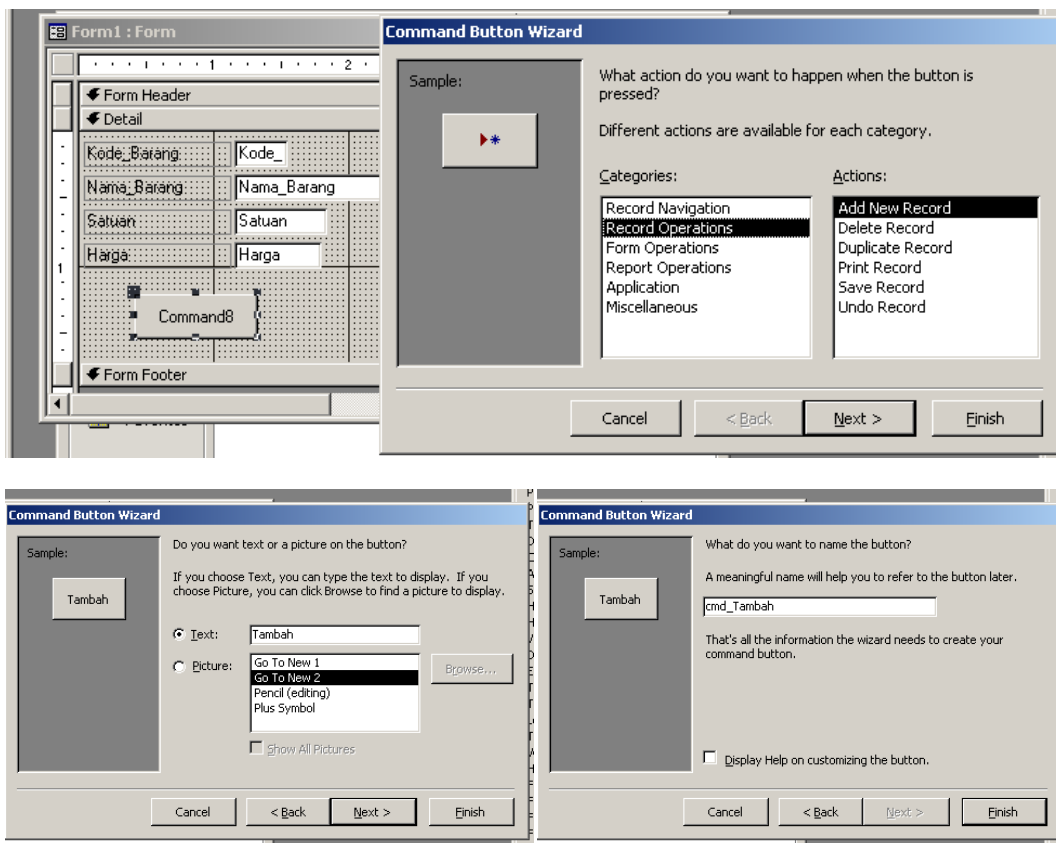 Form1 : Form
1 2
Form Header
Detail
Kode_Barang Kode_
Nama_Barang Nama_Barang
Satuan Satuan
Harga Harga
1
Command8
Form Footer
Command Button Wizard
Sample:
What action do you want to happen when the button is
pressed?
Different actions are available for each category.
Categories:
Record Navigation
Record Operations
Form Operations
Report Operations
Application
Miscellaneous
Actions:
Add New Record
Delete Record
Duplicate Record
Print Record
Save Record
Undo Record
Cancel < Back Next > Finish
Command Button Wizard
Sample:
Tambah
Do you want text or a picture on the button?
If you choose Text, you can type the text to display. If you
choose Picture, you can click Browse to find a picture to display.
Text: Tambah
Picture:
Go To New 1
Go To New 2
Pencil (editing)
Plus Symbol
Browse...
Show All Pictures
Cancel < Back Next > Finish
Command Button Wizard
Sample:
Tambah
What do you want to name the button?
A meaningful name will help you to refer to the button later.
cmd_Tambah
That's all the information the wizard needs to create your
command button.
Display Help on customizing the button.
Cancel < Back Next > Finish